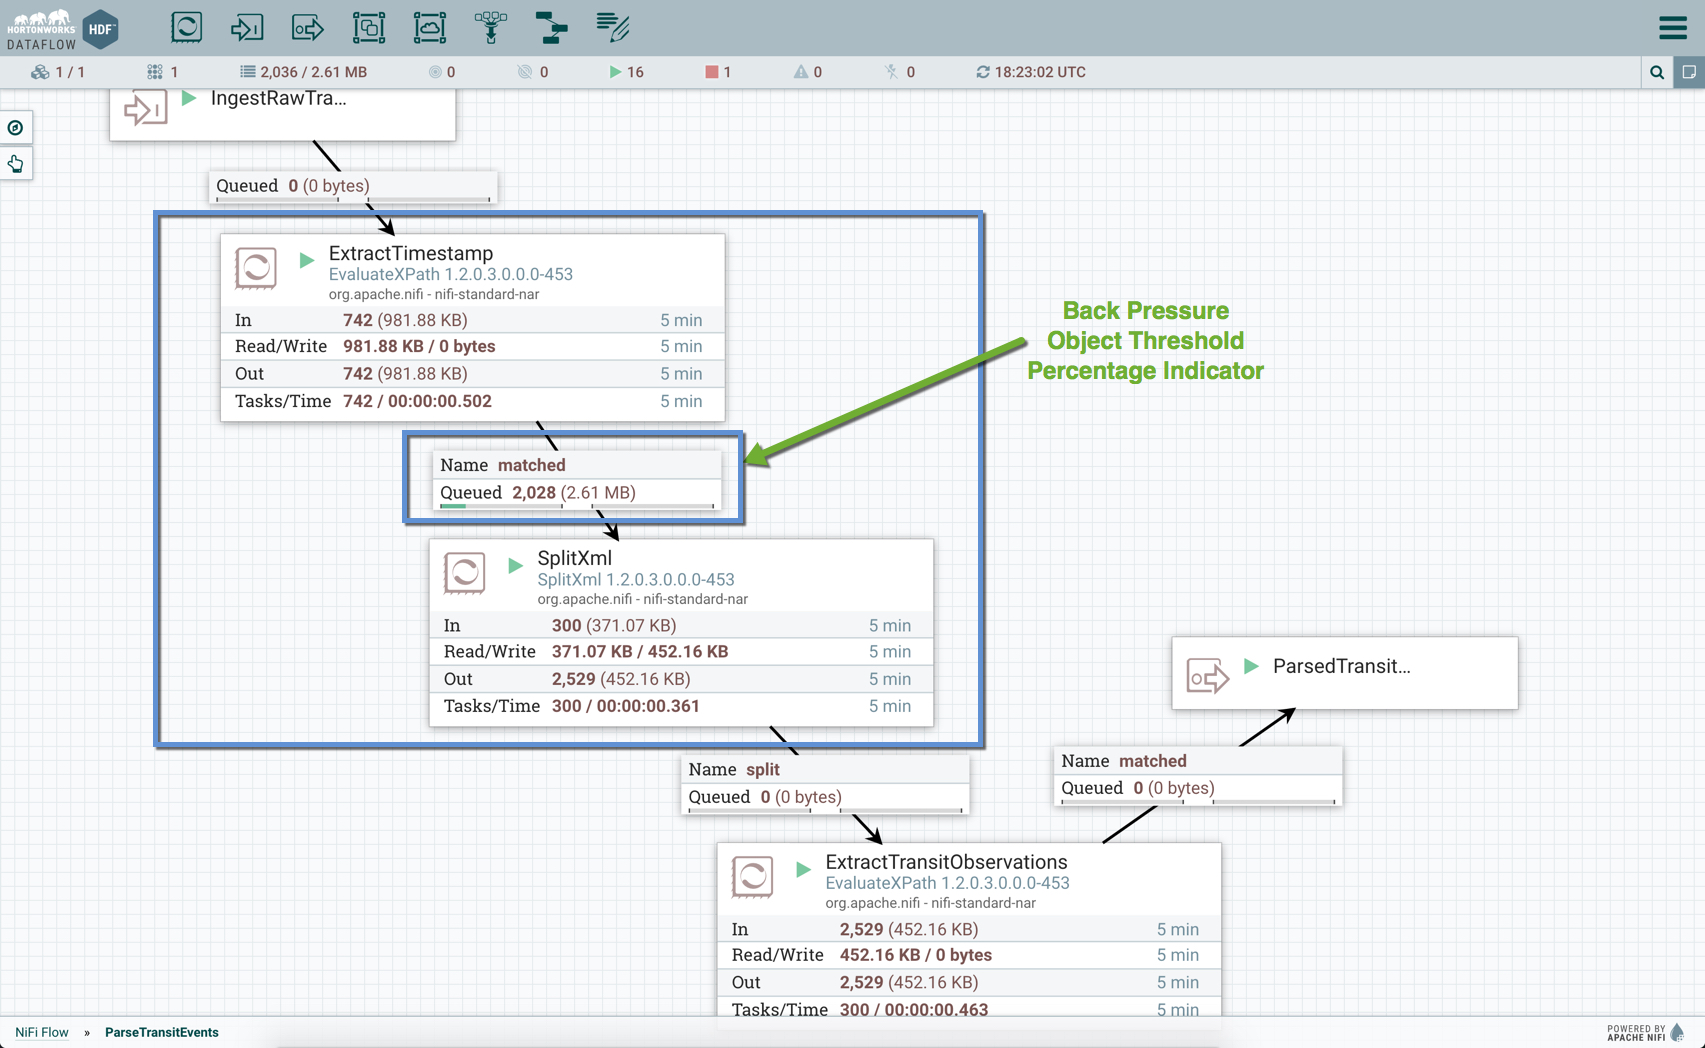 HORTONWORKS
DATAFLOW
HDF™
1 / 1
1
2,036 / 2.61 MB
0
0
16
1
0
0
18:23:02 UTC
IngestRawTra...
Queued 0 (0 bytes)
ExtractTimestamp
EvaluateXPath 1.2.0.3.0.0.0-453
org.apache.nifi - nifi-standard-nar
In 742 (981.88 KB) 5 min
Read/Write 981.88 KB / 0 bytes 5 min
Out 742 (981.88 KB) 5 min
Tasks/Time 742 / 00:00:00.502 5 min
Back Pressure
Object Threshold
Percentage Indicator
Name matched
Queued 2,028 (2.61 MB)
SplitXml
SplitXml 1.2.0.3.0.0.0-453
org.apache.nifi - nifi-standard-nar
In 300 (371.07 KB) 5 min
Read/Write 371.07 KB / 452.16 KB 5 min
Out 2,529 (452.16 KB) 5 min
Tasks/Time 300 / 00:00:00.361 5 min
ParsedTransit...
Name split
Queued 0 (0 bytes)
Name matched
Queued 0 (0 bytes)
ExtractTransitObservations
EvaluateXPath 1.2.0.3.0.0.0-453
org.apache.nifi - nifi-standard-nar
In 2,529 (452.16 KB) 5 min
Read/Write 452.16 KB / 0 bytes 5 min
Out 2,529 (452.16 KB) 5 min
Tasks/Time 300 / 00:00:00.463 5 min
NiFi Flow » ParseTransitEvents
POWERED BY
APACHE NIFI